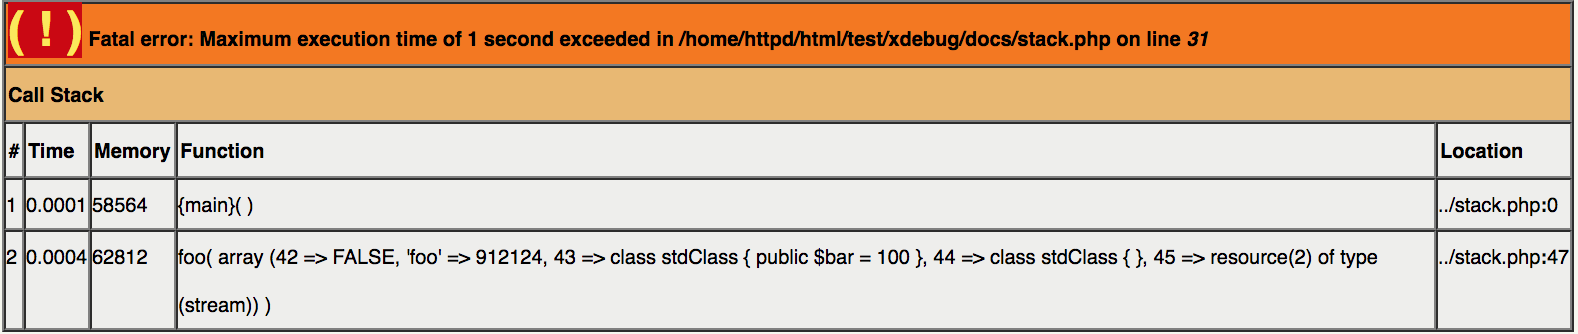 ( ! ) Fatal error: Maximum execution time of 1 second exceeded in /home/httpd/html/test/xdebug/docs/stack.php on line 31
Call Stack
# Time Memory Function Location
1 0.0001 58564 {main}( ) ../stack.php:0
2 0.0004 62812 foo( array (42 => FALSE, 'foo' => 912124, 43 => class stdClass { public $bar = 100 }, 44 => class stdClass { }, 45 => resource(2) of type ../stack.php:47
(stream)) )